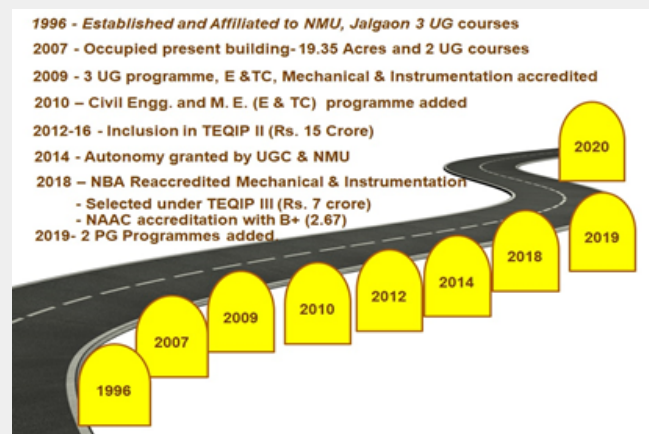 1996 - Established and Affiliated to NMU, Jalgaon 3 UG courses
2007 - Occupied present building- 19.35 Acres and 2 UG courses
2009 - 3 UG programme, E &TC, Mechanical & Instrumentation accredited
2010 – Civil Engg. and M. E. (E & TC) programme added
2012-16 - Inclusion in TEQIP II (Rs. 15 Crore)
2014 - Autonomy granted by UGC & NMU
2018 – NBA Reaccredited Mechanical & Instrumentation
- Selected under TEQIP III (Rs. 7 crore)
- NAAC accreditation with B+ (2.67)
2019- 2 PG Programmes added.
2020
2019
2018
2014
2012
2010
2009
2007
1996